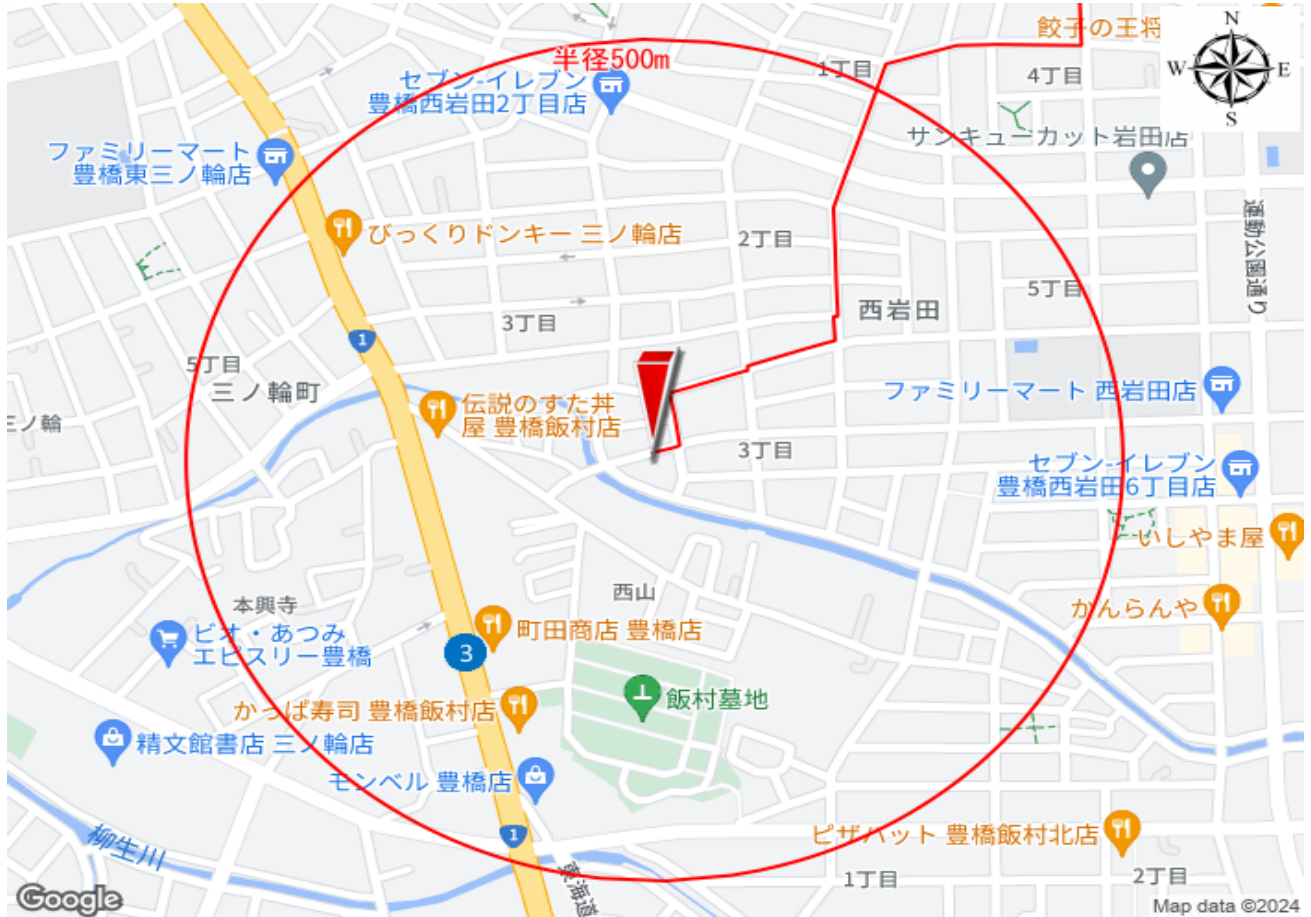 餃子の王将
N
W
E
S
半径500m
1丁目
セブン-イレブン
豊橋西岩田2丁目店
4丁目
サンキューカット岩田店
ファミリーマート
豊橋東三ノ輪店
びっくりドンキー 三ノ輪店
2丁目
運動公園通り
5丁目
西岩田
3丁目
1
5丁目
三ノ輪町
ファミリーマート 西岩田店
三ノ輪
伝説のすた丼
屋 豊橋飯村店
3丁目
セブン-イレブン
豊橋西岩田6丁目店
いしやま屋
西山
本興寺
かんらんや
ビオ・あつみ
エピスリー豊橋
町田商店 豊橋店
3
飯村墓地
かっぱ寿司 豊橋飯村店
精文館書店 三ノ輪店
モンベル 豊橋店
1
ピザハット 豊橋飯村北店
柳生川
東海道
1丁目
2丁目
Google
Map data ©2024